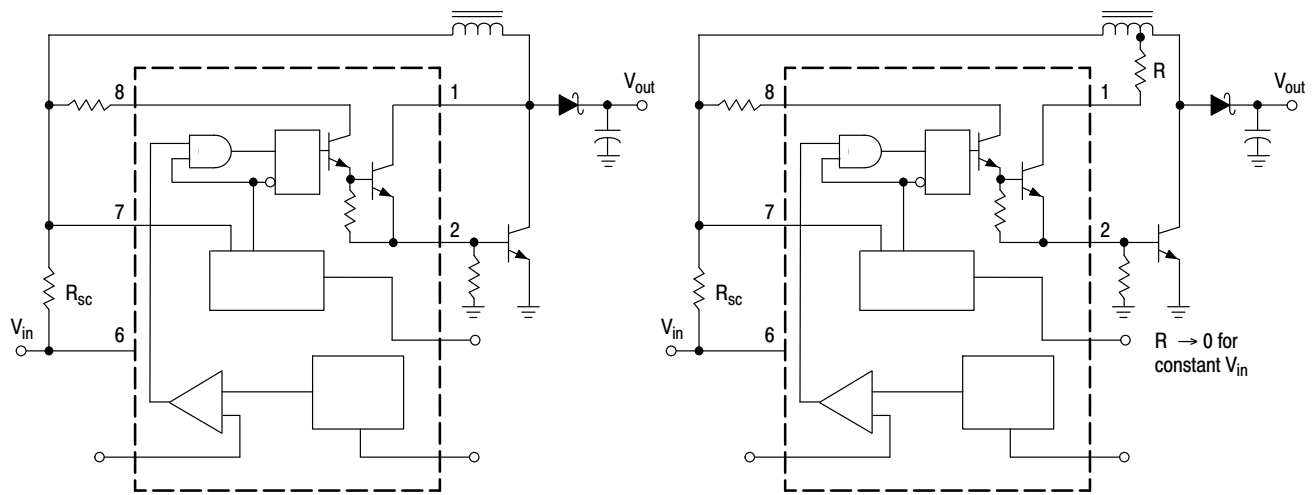 8
1
V_out
7
2
R_sc
V_in
6
R
8
1
V_out
7
2
R_sc
V_in
6
R → 0 for
constant V_in